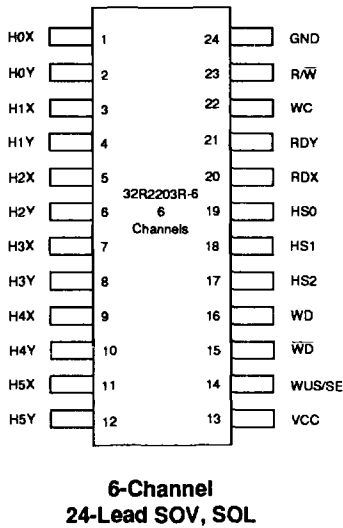 H0X 1 24 GND
H0Y 2 23 R/W̅
H1X 3 22 WC
H1Y 4 21 RDY
H2X 5 20 RDX
32R2203R-6
H2Y 6 6 19 HS0
Channels
H3X 7 18 HS1
H3Y 8 17 HS2
H4X 9 16 WD
H4Y 10 15 W̅D̅
H5X 11 14 WUS/SE
H5Y 12 13 VCC
6-Channel
24-Lead SOV, SOL